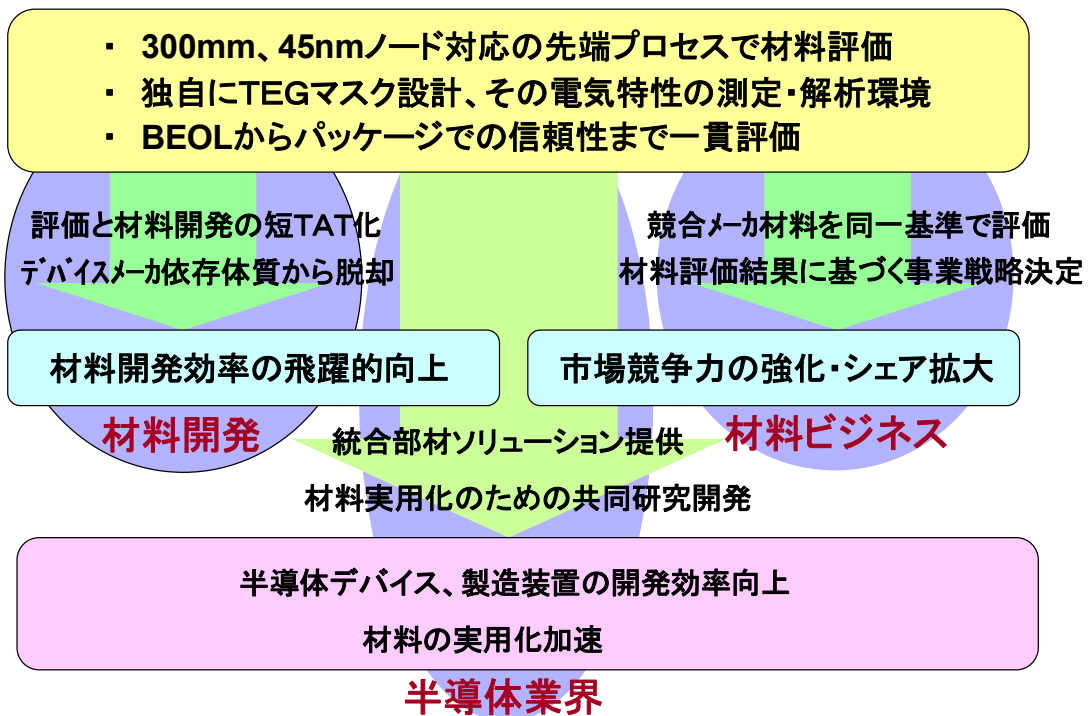 ・ 300mm、45nmノード対応の先端プロセスで材料評価
・ 独自にTEGマスク設計、その電気特性の測定・解析環境
・ BEOLからパッケージでの信頼性まで一貫評価
評価と材料開発の短TAT化
ﾃﾞﾊﾞｲｽﾒｰｶ依存体質から脱却
競合ﾒｰｶ材料を同一基準で評価
材料評価結果に基づく事業戦略決定
材料開発効率の飛躍的向上
市場競争力の強化・シェア拡大
材料開発
材料ビジネス
統合部材ソリューション提供
材料実用化のための共同研究開発
半導体デバイス、製造装置の開発効率向上
材料の実用化加速
半導体業界